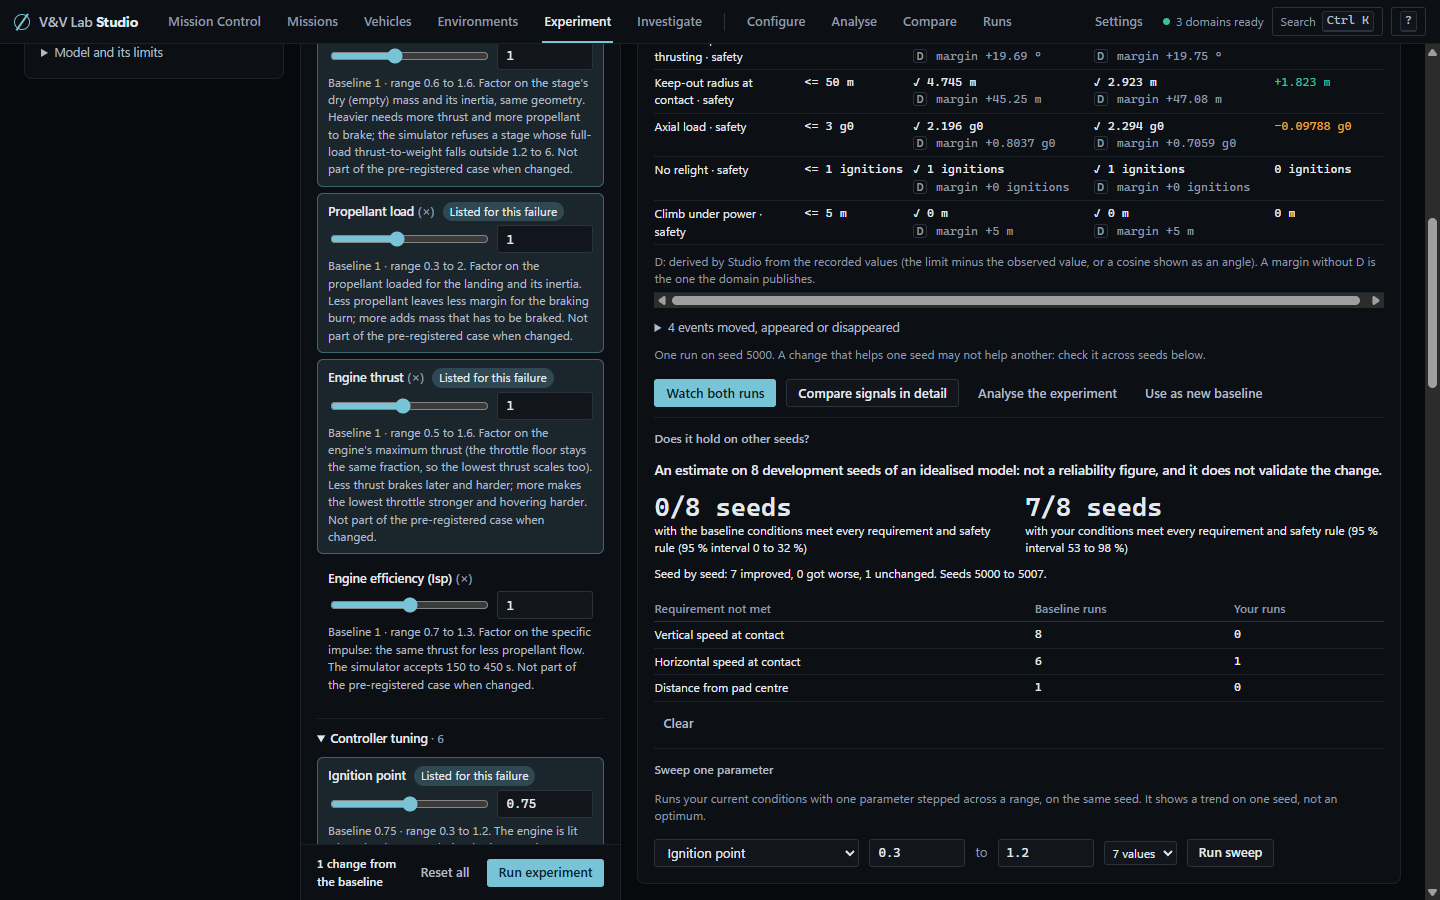 V&V Lab Studio
Mission Control
Missions
Vehicles
Environments
Experiment
Investigate
Configure
Analyse
Compare
Runs
Settings
3 domains ready
Search Ctrl K
?
▶ Model and its limits
1
Baseline 1 · range 0.6 to 1.6. Factor on the stage's
dry (empty) mass and its inertia, same geometry.
Heavier needs more thrust and more propellant
to brake; the simulator refuses a stage whose full-
load thrust-to-weight falls outside 1.2 to 6. Not
part of the pre-registered case when changed.
Propellant load (×) Listed for this failure
1
Baseline 1 · range 0.3 to 2. Factor on the
propellant loaded for the landing and its inertia.
Less propellant leaves less margin for the braking
burn; more adds mass that has to be braked. Not
part of the pre-registered case when changed.
Engine thrust (×) Listed for this failure
1
Baseline 1 · range 0.5 to 1.6. Factor on the
engine's maximum thrust (the throttle floor stays
the same fraction, so the lowest thrust scales too).
Less thrust brakes later and harder; more makes
the lowest throttle stronger and hovering harder.
Not part of the pre-registered case when
changed.
Engine efficiency (Isp) (×)
1
Baseline 1 · range 0.7 to 1.3. Factor on the specific
impulse: the same thrust for less propellant flow.
The simulator accepts 150 to 450 s. Not part of
the pre-registered case when changed.
▼ Controller tuning · 6
Ignition point Listed for this failure
0.75
Baseline 0.75 · range 0.3 to 1.2. The engine is lit
1 change from
the baseline
Reset all
Run experiment
thrusting · safety D margin +19.69 ° D margin +19.75 °
Keep-out radius at <= 50 m ✓ 4.745 m ✓ 2.923 m +1.823 m
contact · safety D margin +45.25 m D margin +47.08 m
Axial load · safety <= 3 g0 ✓ 2.196 g0 ✓ 2.294 g0 −0.09788 g0
D margin +0.8037 g0 D margin +0.7059 g0
No relight · safety <= 1 ignitions ✓ 1 ignitions ✓ 1 ignitions 0 ignitions
D margin +0 ignitions D margin +0 ignitions
Climb under power · <= 5 m ✓ 0 m ✓ 0 m 0 m
safety D margin +5 m D margin +5 m
D: derived by Studio from the recorded values (the limit minus the observed value, or a cosine shown as an angle). A margin without D is
the one the domain publishes.
▶ 4 events moved, appeared or disappeared
One run on seed 5000. A change that helps one seed may not help another: check it across seeds below.
Watch both runs
Compare signals in detail
Analyse the experiment
Use as new baseline
Does it hold on other seeds?
An estimate on 8 development seeds of an idealised model: not a reliability figure, and it does not validate the change.
0/8 seeds
with the baseline conditions meet every requirement and safety
rule (95 % interval 0 to 32 %)
7/8 seeds
with your conditions meet every requirement and safety rule (95 %
interval 53 to 98 %)
Seed by seed: 7 improved, 0 got worse, 1 unchanged. Seeds 5000 to 5007.
Requirement not met Baseline runs Your runs
Vertical speed at contact 8 0
Horizontal speed at contact 6 1
Distance from pad centre 1 0
Clear
Sweep one parameter
Runs your current conditions with one parameter stepped across a range, on the same seed. It shows a trend on one seed, not an
optimum.
Ignition point 0.3 to 1.2 7 values Run sweep